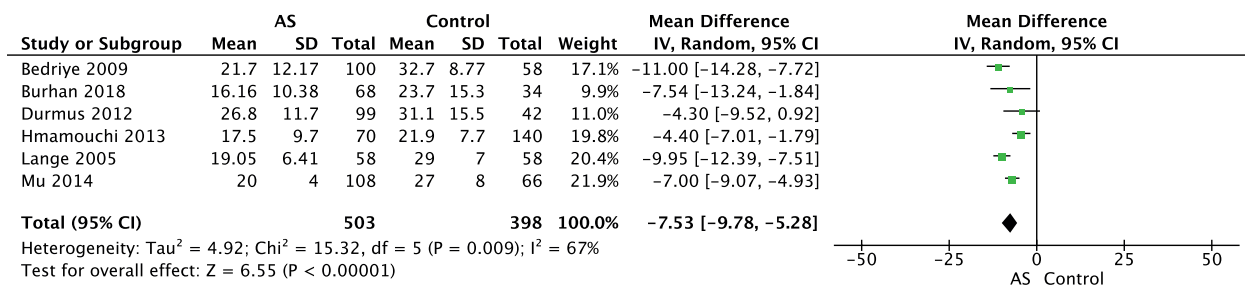 AS Control Mean Difference Mean Difference
Study or Subgroup Mean SD Total Mean SD Total Weight IV, Random, 95% CI IV, Random, 95% CI
Bedriye 2009 21.7 12.17 100 32.7 8.77 58 17.1% −11.00 [−14.28, −7.72]
Burhan 2018 16.16 10.38 68 23.7 15.3 34 9.9% −7.54 [−13.24, −1.84]
Durmus 2012 26.8 11.7 99 31.1 15.5 42 11.0% −4.30 [−9.52, 0.92]
Hmamouchi 2013 17.5 9.7 70 21.9 7.7 140 19.8% −4.40 [−7.01, −1.79]
Lange 2005 19.05 6.41 58 29 7 58 20.4% −9.95 [−12.39, −7.51]
Mu 2014 20 4 108 27 8 66 21.9% −7.00 [−9.07, −4.93]
Total (95% CI) 503 398 100.0% −7.53 [−9.78, −5.28]
Heterogeneity: Tau² = 4.92; Chi² = 15.32, df = 5 (P = 0.009); I² = 67%
Test for overall effect: Z = 6.55 (P < 0.00001)
−50 −25 0 25 50
AS Control